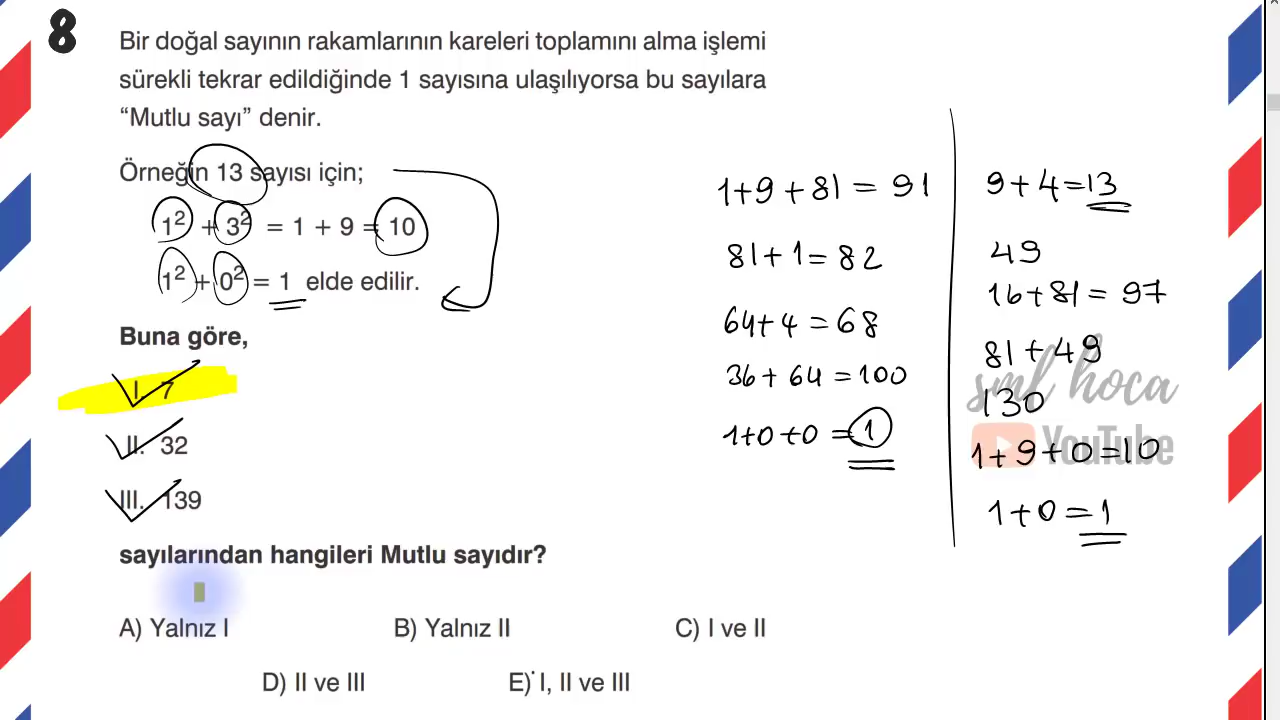 8
Bir doğal sayının rakamlarının kareleri toplamını alma işlemi
sürekli tekrar edildiğinde 1 sayısına ulaşılıyorsa bu sayılara
“Mutlu sayı” denir.
Örneğin 13 sayısı için;
1² + 3² = 1 + 9 = 10
1² + 0² = 1 elde edilir.
Buna göre,
I. 7
II. 32
III. 139
sayılarından hangileri Mutlu sayıdır?
A) Yalnız I
B) Yalnız II
C) I ve II
D) II ve III
E) I, II ve III
1+9+81 = 91
81+1=82
64+4=68
36+64=100
1+0+0=1
9+4=13
49
16+81=97
81+49
130
1+9+0=10
1+0=1
smf hoca
YouTube